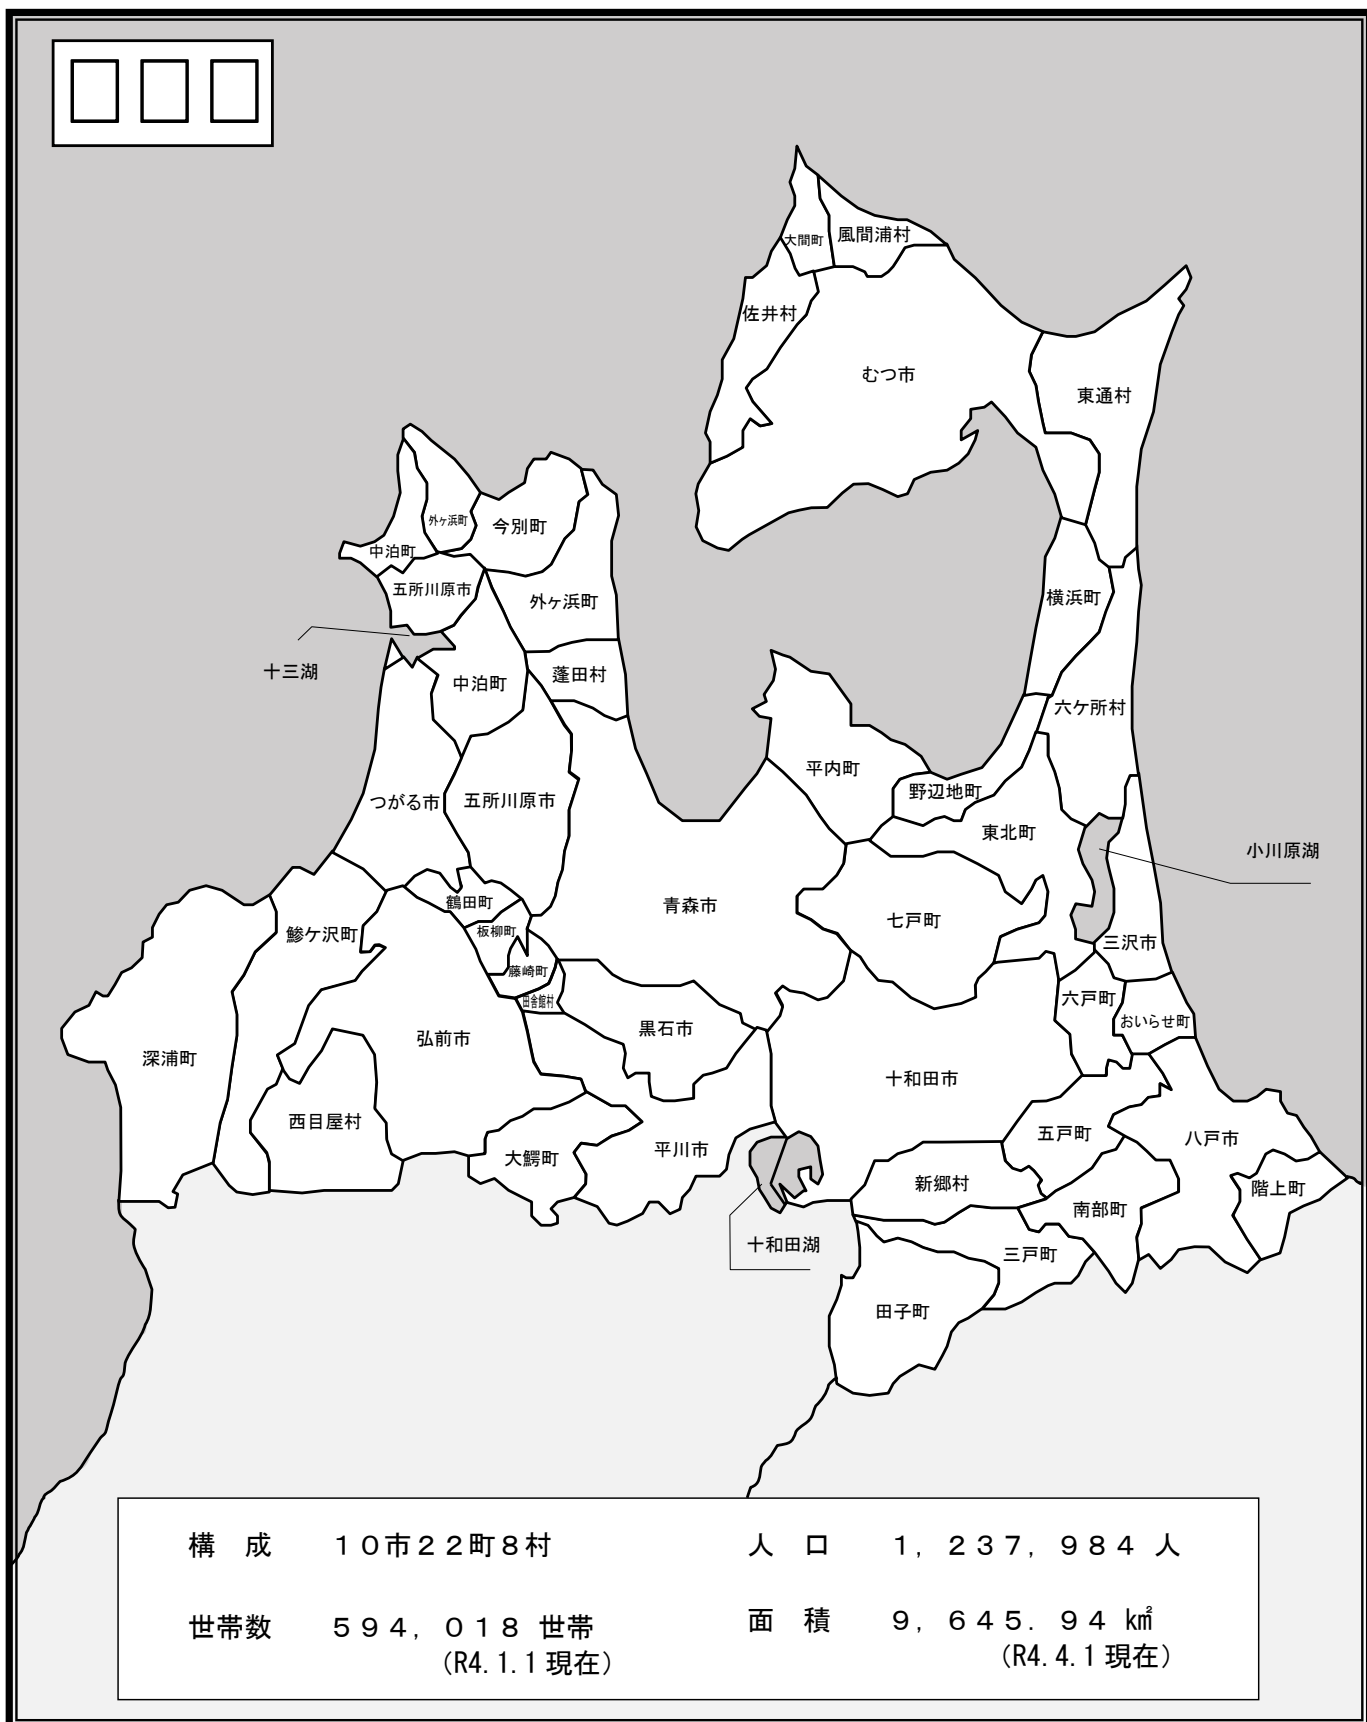 大間町
風間浦村
佐井村
むつ市
東通村
外ヶ浜町
今別町
中泊町
五所川原市
外ヶ浜町
横浜町
十三湖
中泊町
蓬田村
六ケ所村
平内町
野辺地町
つがる市
五所川原市
東北町
小川原湖
青森市
鶴田町
七戸町
鰺ケ沢町
板柳町
三沢市
藤崎町
田舎館村
六戸町
おいらせ町
黒石市
弘前市
深浦町
十和田市
西目屋村
五戸町
八戸市
平川市
大鰐町
新郷村
階上町
南部町
十和田湖
三戸町
田子町
構 成 10市22町8村
人 口 1,237,984 人
世帯数 594,018 世帯
(R4.1.1現在)
面 積 9,645.94 km²
(R4.4.1現在)